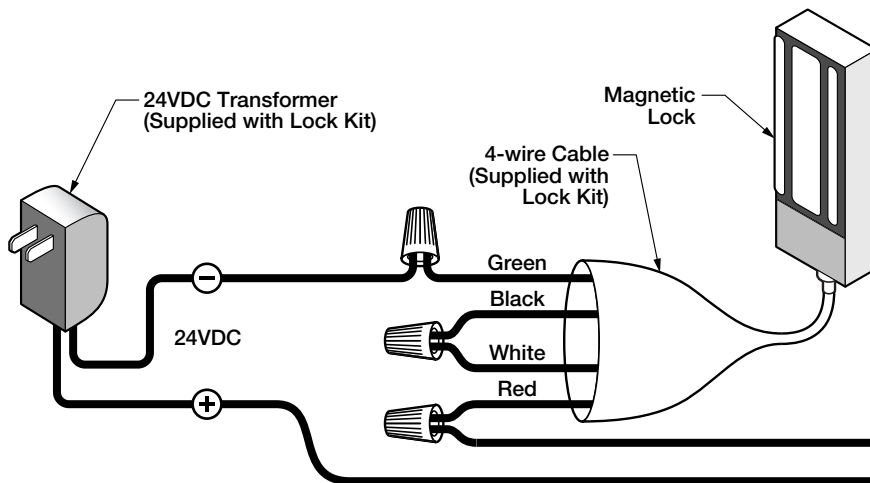 24VDC Transformer
(Supplied with Lock Kit)
Magnetic
Lock
4-wire Cable
(Supplied with
Lock Kit)
−
Green
Black
24VDC
White
Red
+